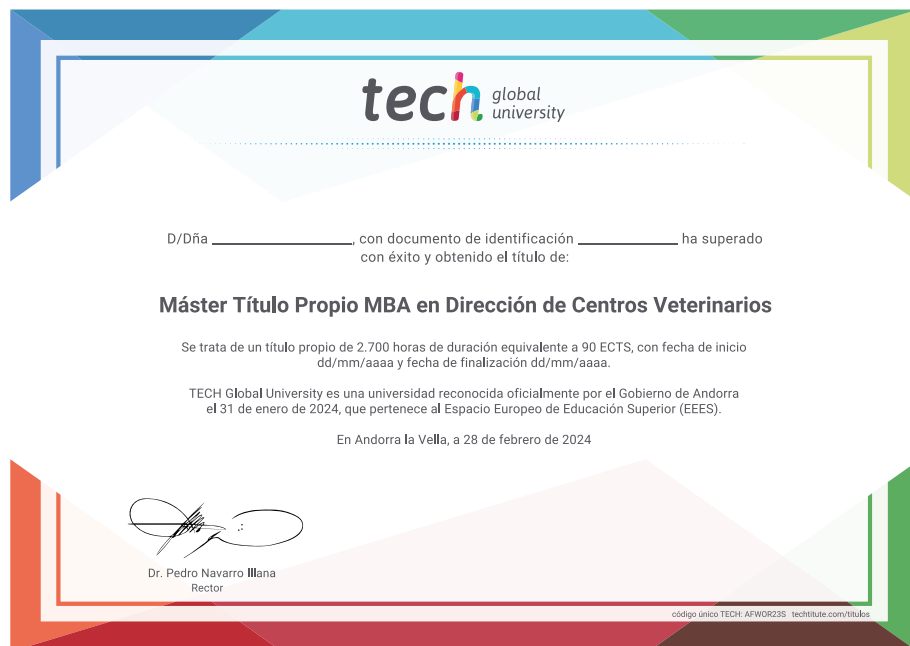 tech global university
D/Dña ____________, con documento de identificación ____________ ha superado
con éxito y obtenido el título de:
Máster Título Propio MBA en Dirección de Centros Veterinarios
Se trata de un título propio de 2.700 horas de duración equivalente a 90 ECTS, con fecha de inicio
dd/mm/aaaa y fecha de finalización dd/mm/aaaa.
TECH Global University es una universidad reconocida oficialmente por el Gobierno de Andorra
el 31 de enero de 2024, que pertenece al Espacio Europeo de Educación Superior (EEES).
En Andorra la Vella, a 28 de febrero de 2024
Dr. Pedro Navarro Illana
Rector
código único TECH: AFWOR23S techtitute.com/titulos